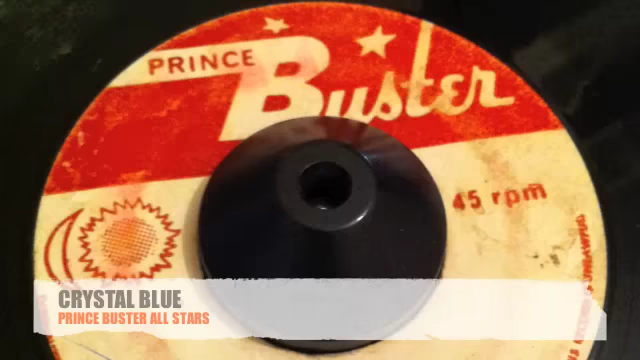 PRINCE
Buster
45 rpm
CRYSTAL BLUE
PRINCE BUSTER ALL STARS